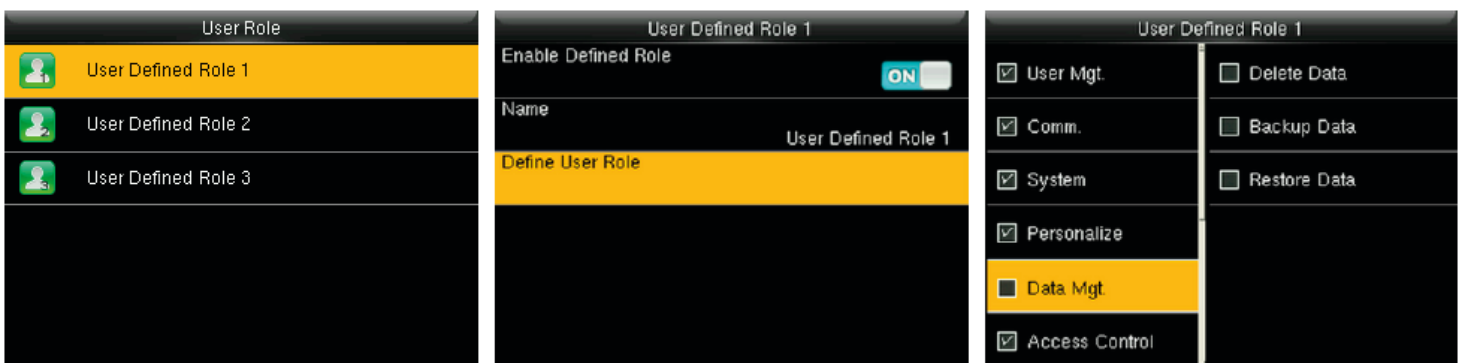 User Role
User Defined Role 1
User Defined Role 2
User Defined Role 3
User Defined Role 1
Enable Defined Role
ON
Name
User Defined Role 1
Define User Role
User Defined Role 1
User Mgt.
Comm.
System
Personalize
Data Mgt.
Access Control
Delete Data
Backup Data
Restore Data